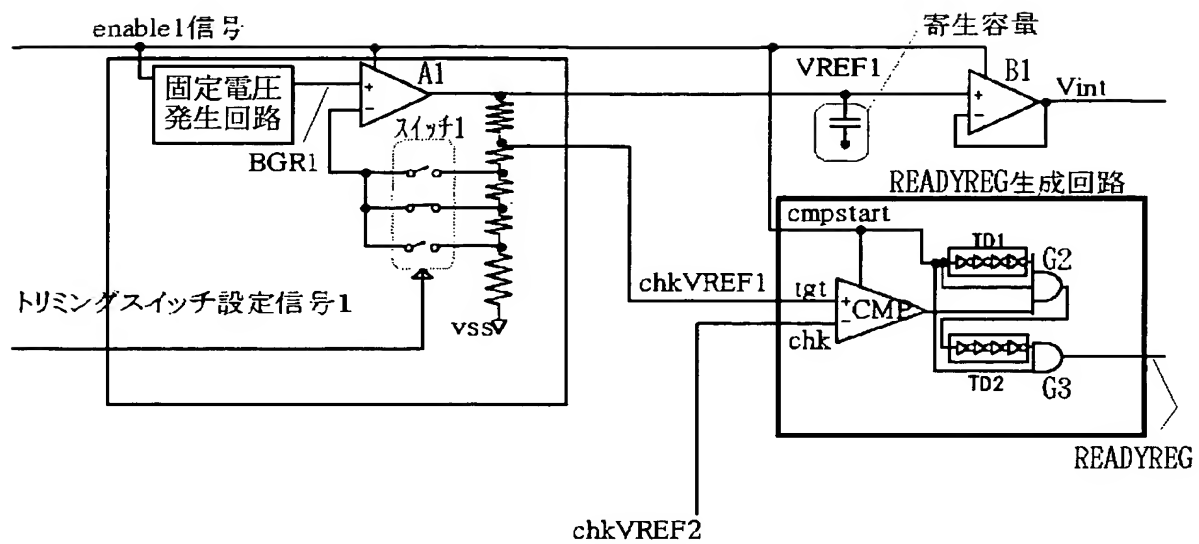 enable1信号
寄生容量
固定電圧
発生回路
+
−
A1
VREF1
B1
+
−
Vint
BGR1
スイッチ1
READYREG生成回路
cmpstart
TD1
G2
トリミングスイッチ設定信号1
chkVREF1
tgt
+
−
CMP
chk
VSS
TD2
G3
READYREG
chkVREF2